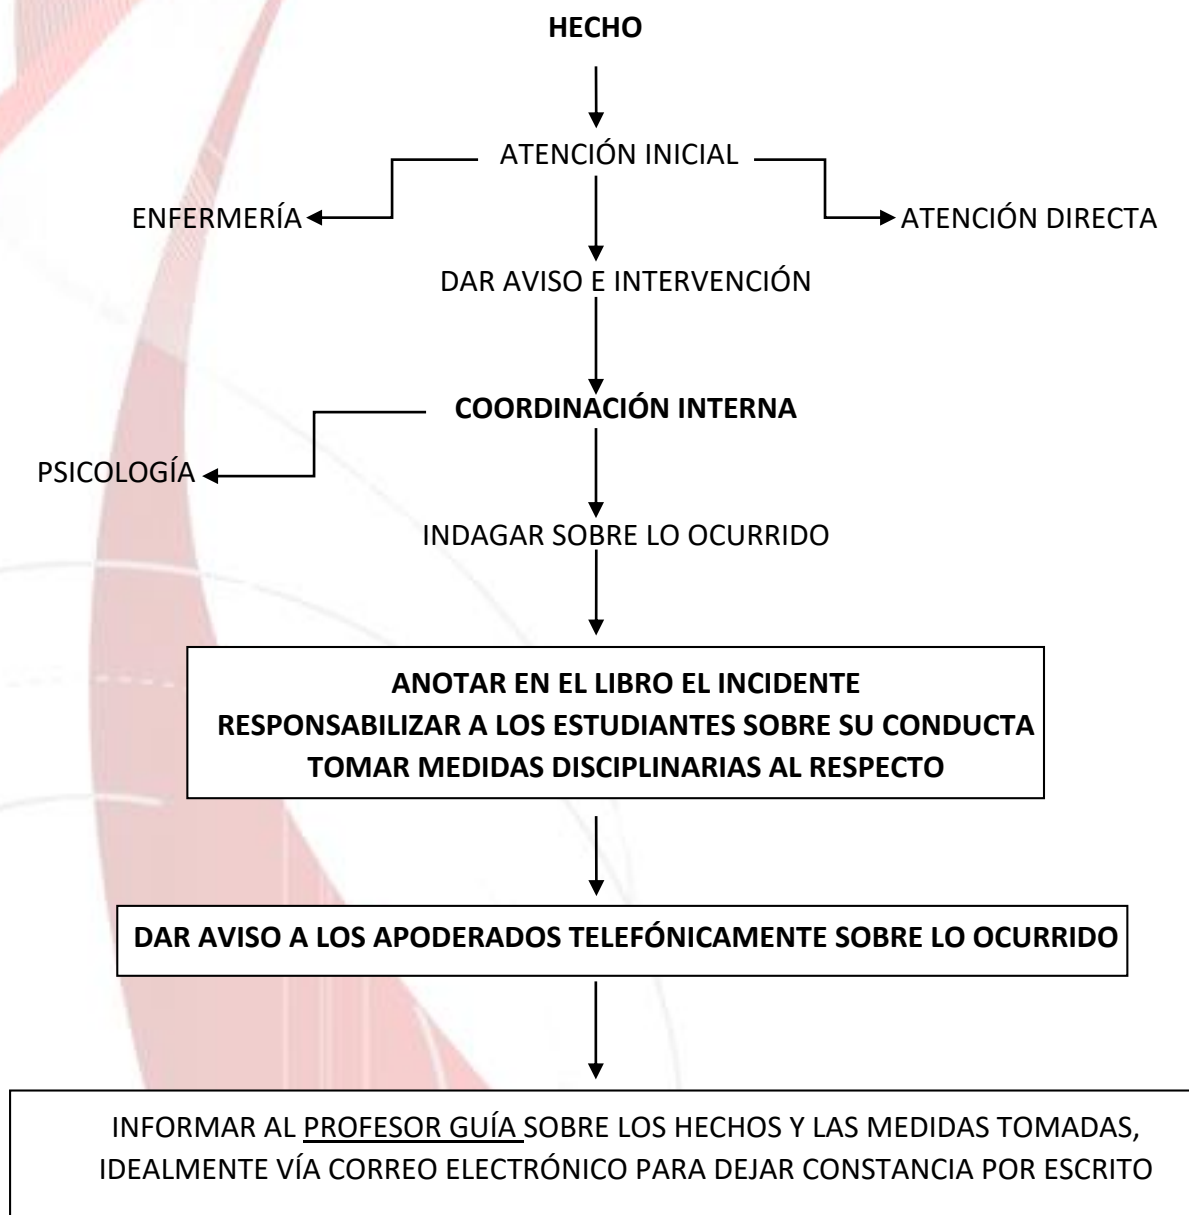 HECHO
ATENCIÓN INICIAL
ENFERMERÍA
ATENCIÓN DIRECTA
DAR AVISO E INTERVENCIÓN
COORDINACIÓN INTERNA
PSICOLOGÍA
INDAGAR SOBRE LO OCURRIDO
ANOTAR EN EL LIBRO EL INCIDENTE
RESPONSABILIZAR A LOS ESTUDIANTES SOBRE SU CONDUCTA
TOMAR MEDIDAS DISCIPLINARIAS AL RESPECTO
DAR AVISO A LOS APODERADOS TELEFÓNICAMENTE SOBRE LO OCURRIDO
INFORMAR AL PROFESOR GUÍA SOBRE LOS HECHOS Y LAS MEDIDAS TOMADAS,
IDEALMENTE VÍA CORREO ELECTRÓNICO PARA DEJAR CONSTANCIA POR ESCRITO